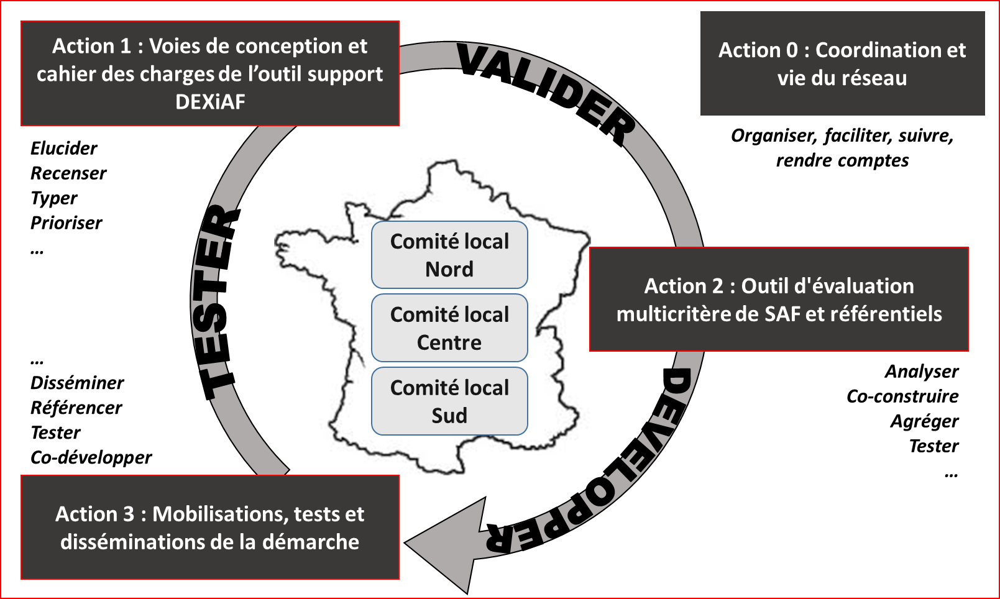 Action 1 : Voies de conception et
cahier des charges de l’outil support
DEXiAF
VALIDER
Action 0 : Coordination et
vie du réseau
Organiser, faciliter, suivre,
rendre comptes
Elucider
Recenser
Typer
Prioriser
...
TESTER
Comité local
Nord
Comité local
Centre
Comité local
Sud
Action 2 : Outil d'évaluation
multicritère de SAF et référentiels
DEVELOPPER
Analyser
Co-construire
Agréger
Tester
...
...
Disséminer
Référencer
Tester
Co-développer
Action 3 : Mobilisations, tests et
disséminations de la démarche